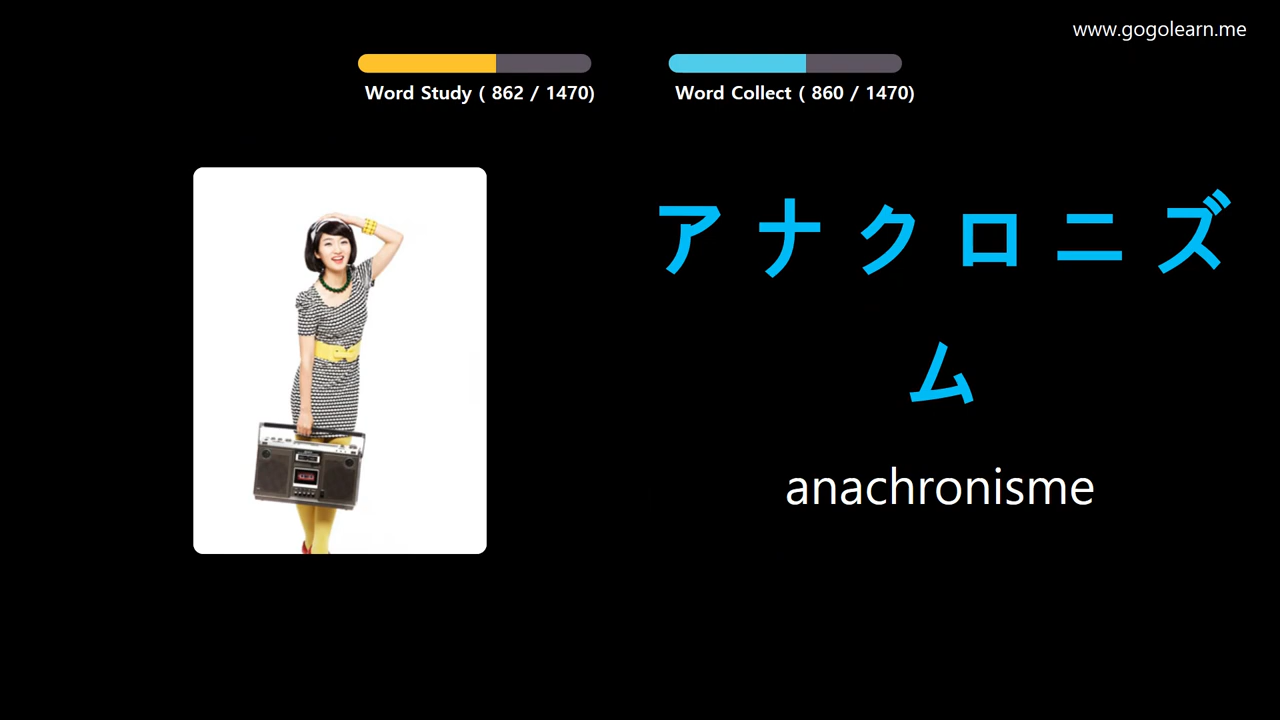 www.gogolearn.me
Word Study ( 862 / 1470)
Word Collect ( 860 / 1470)
アナクロニズ
ム
anachronisme